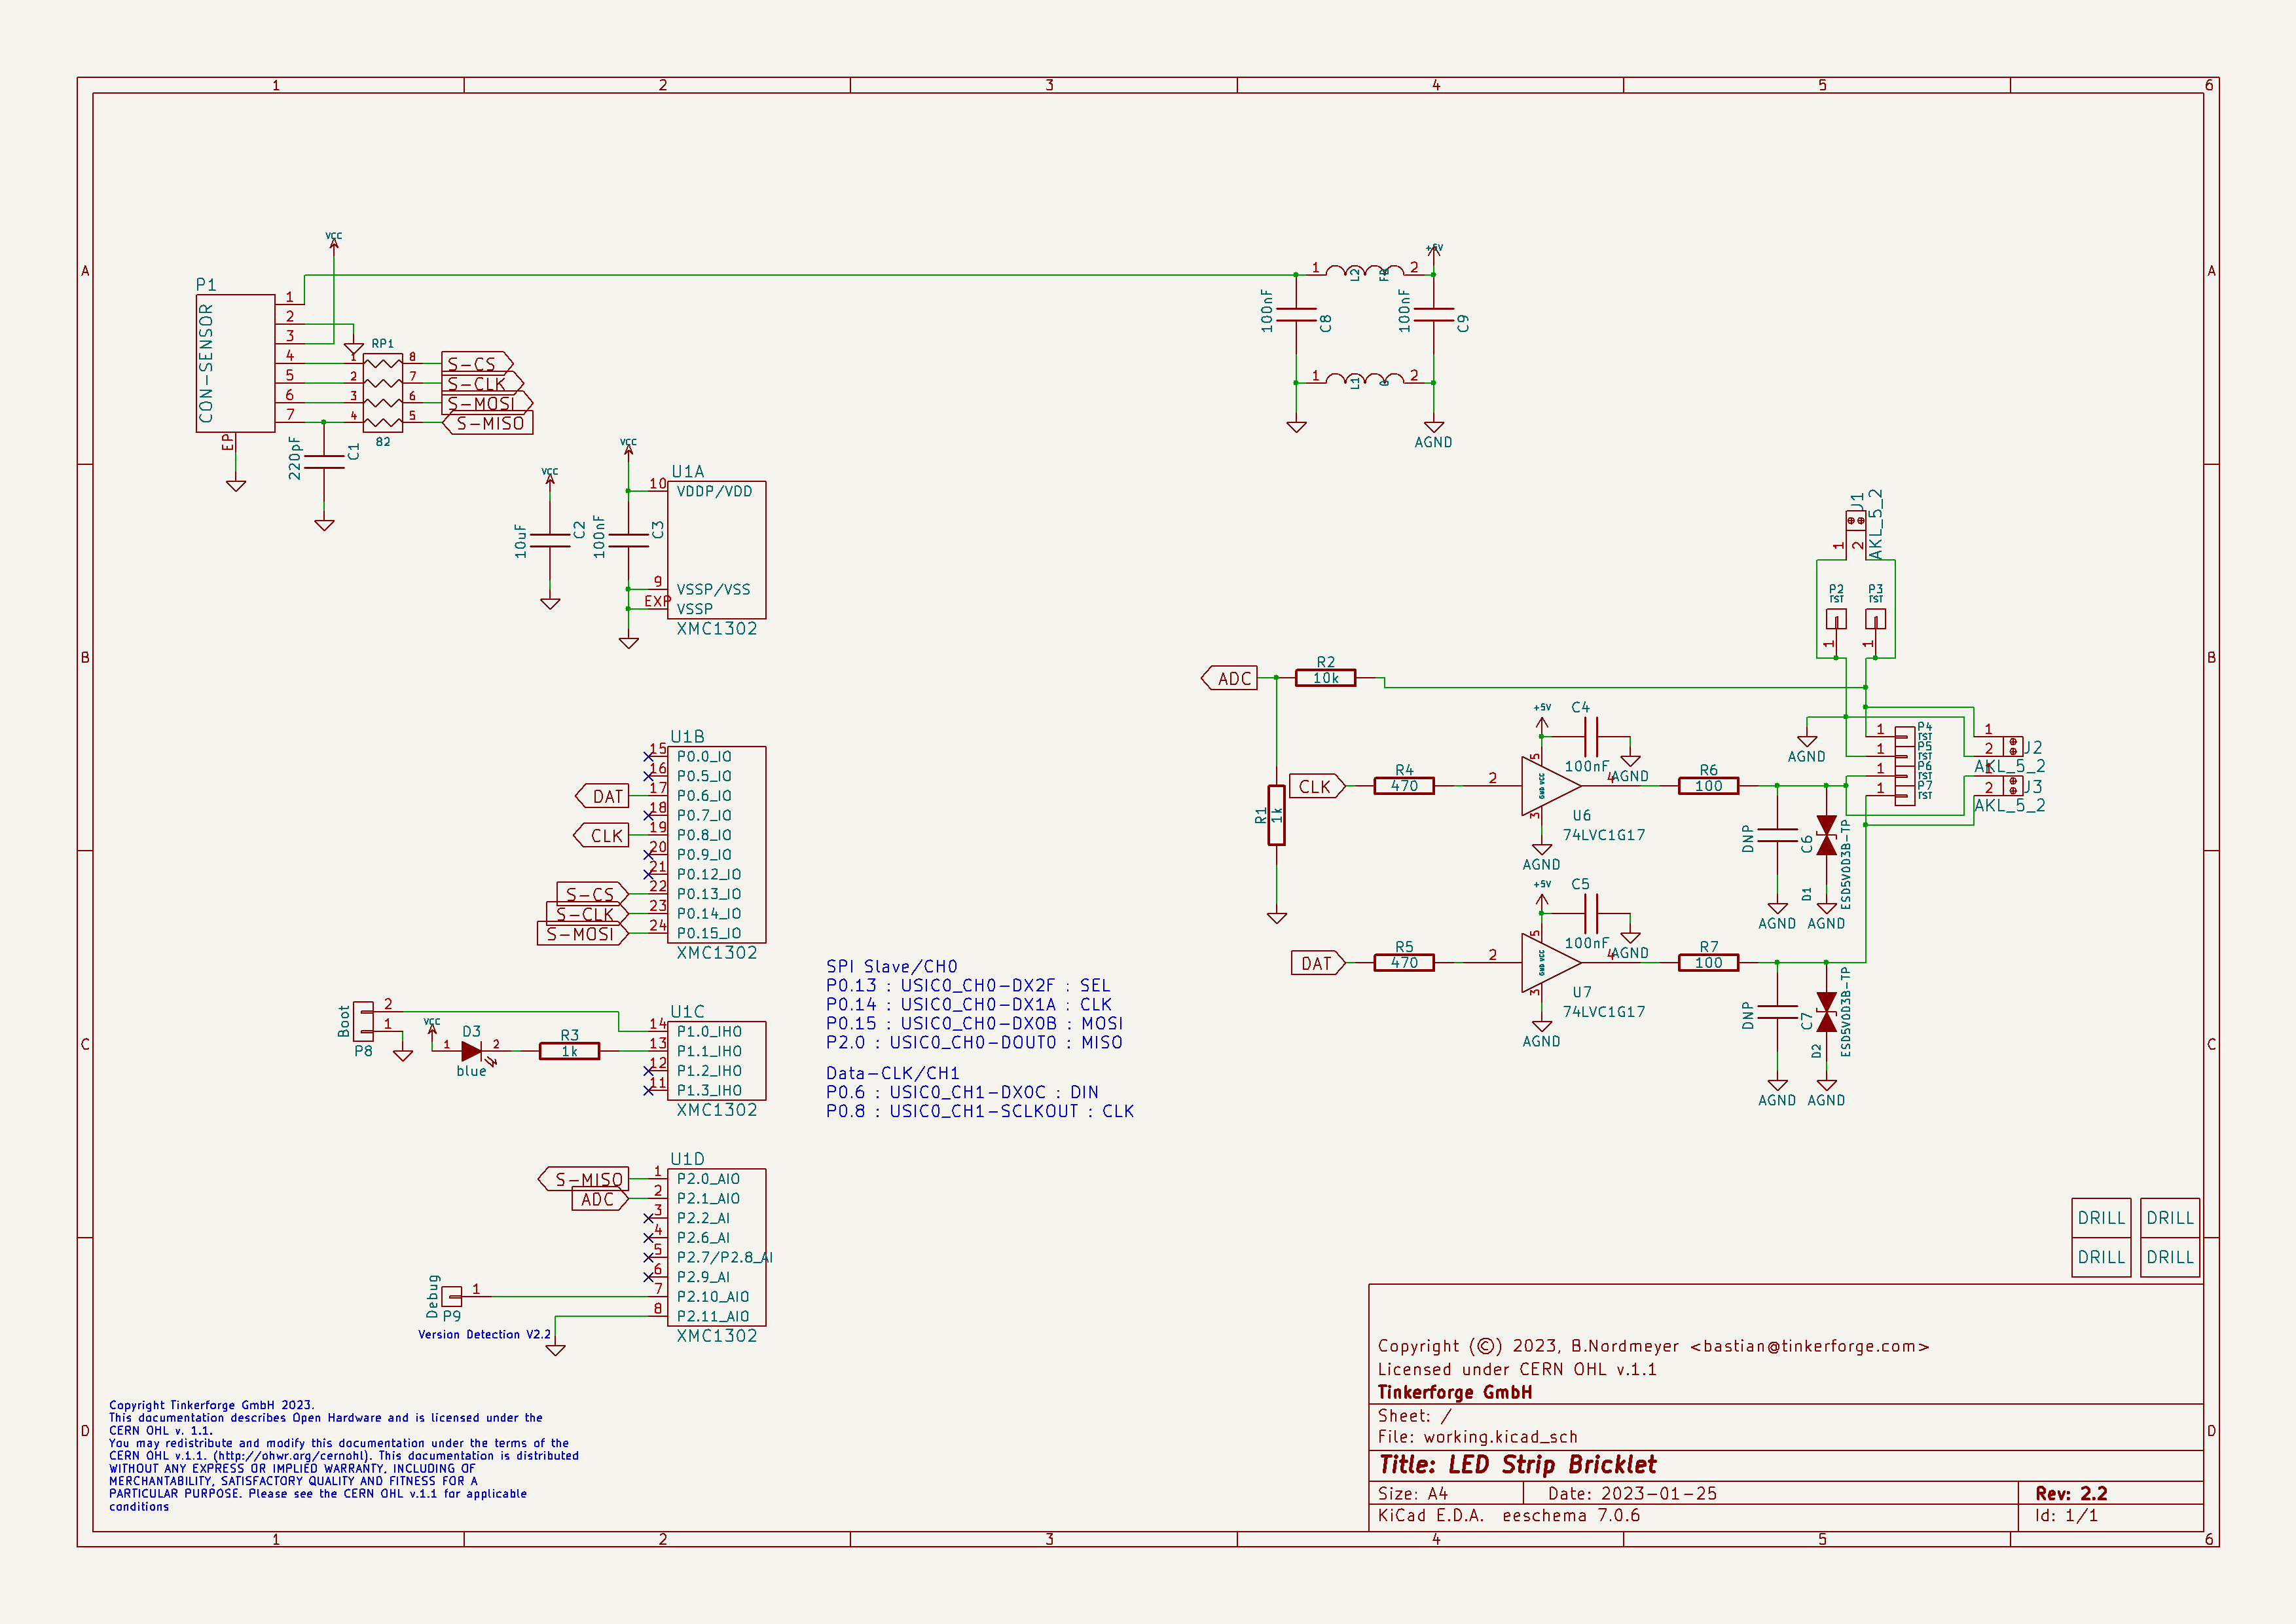 1 2 3 4 5 6
A A
B B
C C
D D
1 2 3 4 5 6
VCC
P1
CON-SENSOR
1
2
3
4
5
6
7
EP
RP1
1 8
2 7
3 6
4 5
82
S-CS
S-CLK
S-MOSI
S-MISO
220pF C1
VCC
10uF C2
VCC
100nF C3
U1A
10 VDDP/VDD
9 VSSP/VSS
EXP VSSP
XMC1302
+5V
1 L2 FB 2
100nF C8
100nF C9
1 L1 0 2
AGND
J1
AKL_5_2
1 2
P2 P3
TST TST
1 1
ADC
R2
10k
R1
1k
U1B
15 P0.0_IO
16 P0.5_IO
DAT 17 P0.6_IO
18 P0.7_IO
CLK 19 P0.8_IO
20 P0.9_IO
21 P0.12_IO
S-CS 22 P0.13_IO
S-CLK 23 P0.14_IO
S-MOSI 24 P0.15_IO
XMC1302
CLK
R4
470
2
+5V
C4
100nF
AGND
5
GND VCC
3
4
U6
74LVC1G17
AGND
R6
100
DNP C6
D1
ESD5V0D3B-TP
AGND AGND
AGND
1 P4
TST
1 P5
TST
1 P6
TST
1 P7
TST
1
2 J2
AKL_5_2
1
2 J3
AKL_5_2
DAT
R5
470
2
+5V
C5
100nF
AGND
5
GND VCC
3
4
U7
74LVC1G17
AGND
R7
100
DNP C7
D2
ESD5V0D3B-TP
AGND AGND
SPI Slave/CH0
P0.13 : USIC0_CH0-DX2F : SEL
P0.14 : USIC0_CH0-DX1A : CLK
P0.15 : USIC0_CH0-DX0B : MOSI
P2.0 : USIC0_CH0-DOUT0 : MISO
Data-CLK/CH1
P0.6 : USIC0_CH1-DX0C : DIN
P0.8 : USIC0_CH1-SCLKOUT : CLK
Boot
2
1
P8
VCC
D3
1 2
blue
R3
1k
U1C
14 P1.0_IHO
13 P1.1_IHO
12 P1.2_IHO
11 P1.3_IHO
XMC1302
U1D
S-MISO 1 P2.0_AIO
ADC 2 P2.1_AIO
3 P2.2_AI
4 P2.6_AI
5 P2.7/P2.8_AI
6 P2.9_AI
7 P2.10_AIO
8 P2.11_AIO
XMC1302
Debug
1
P9
Version Detection V2.2
DRILL DRILL
DRILL DRILL
Copyright Tinkerforge GmbH 2023.
This documentation describes Open Hardware and is licensed under the
CERN OHL v. 1.1.
You may redistribute and modify this documentation under the terms of the
CERN OHL v.1.1. (http://ohwr.org/cernohl). This documentation is distributed
WITHOUT ANY EXPRESS OR IMPLIED WARRANTY, INCLUDING OF
MERCHANTABILITY, SATISFACTORY QUALITY AND FITNESS FOR A
PARTICULAR PURPOSE. Please see the CERN OHL v.1.1 for applicable
conditions
Copyright (©) 2023, B.Nordmeyer <bastian@tinkerforge.com>
Licensed under CERN OHL v.1.1
Tinkerforge GmbH
Sheet: /
File: working.kicad_sch
Title: LED Strip Bricklet
Size: A4 Date: 2023-01-25 Rev: 2.2
KiCad E.D.A. eeschema 7.0.6 Id: 1/1